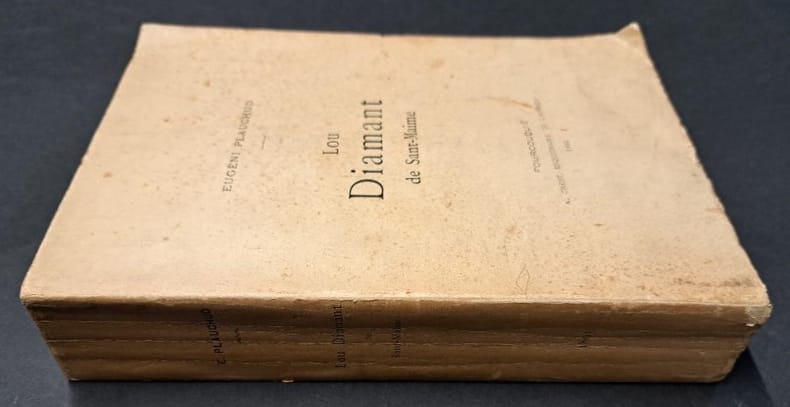 EUGÈNI PLAUCHUD
Lou
Diamant
de Sant-Maime
FOURCOUQUIÉ
E. PLAUCHUD
Lou Diamant
Sant-Maime